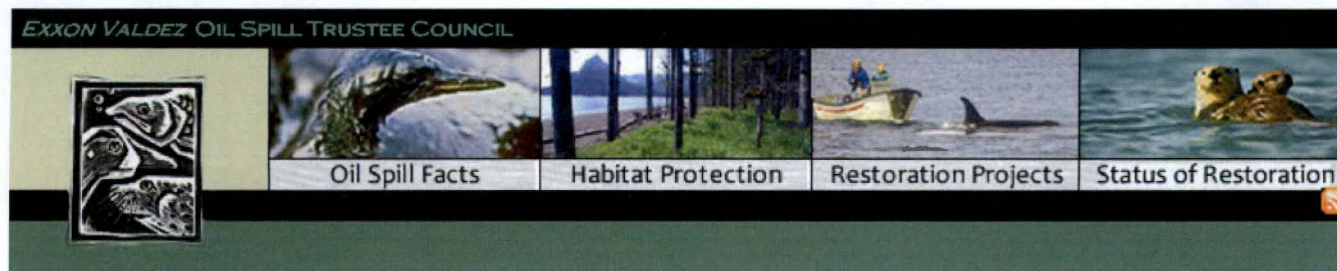 EXXON VALDEZ OIL SPILL TRUSTEE COUNCIL
Oil Spill Facts
Habitat Protection
Restoration Projects
Status of Restoration